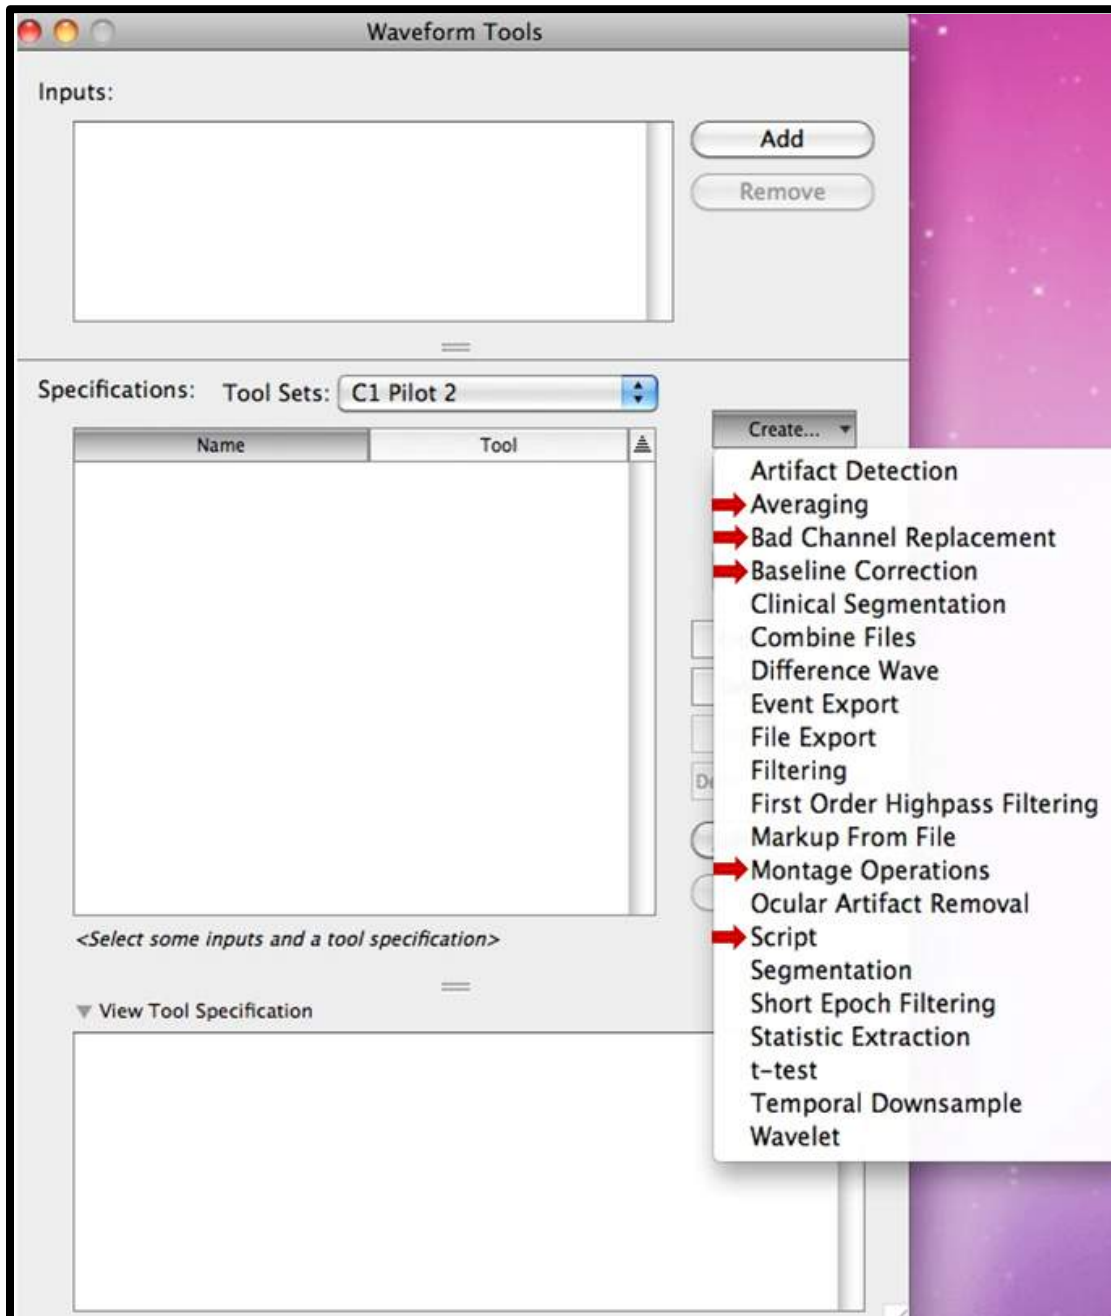 Waveform Tools
Inputs:
Add
Remove
Specifications: Tool Sets: C1 Pilot 2
Name Tool
Create...
Artifact Detection
Averaging
Bad Channel Replacement
Baseline Correction
Clinical Segmentation
Combine Files
Difference Wave
Event Export
File Export
Filtering
First Order Highpass Filtering
Markup From File
Montage Operations
Ocular Artifact Removal
Script
Segmentation
Short Epoch Filtering
Statistic Extraction
t-test
Temporal Downsample
Wavelet
<Select some inputs and a tool specification>
View Tool Specification